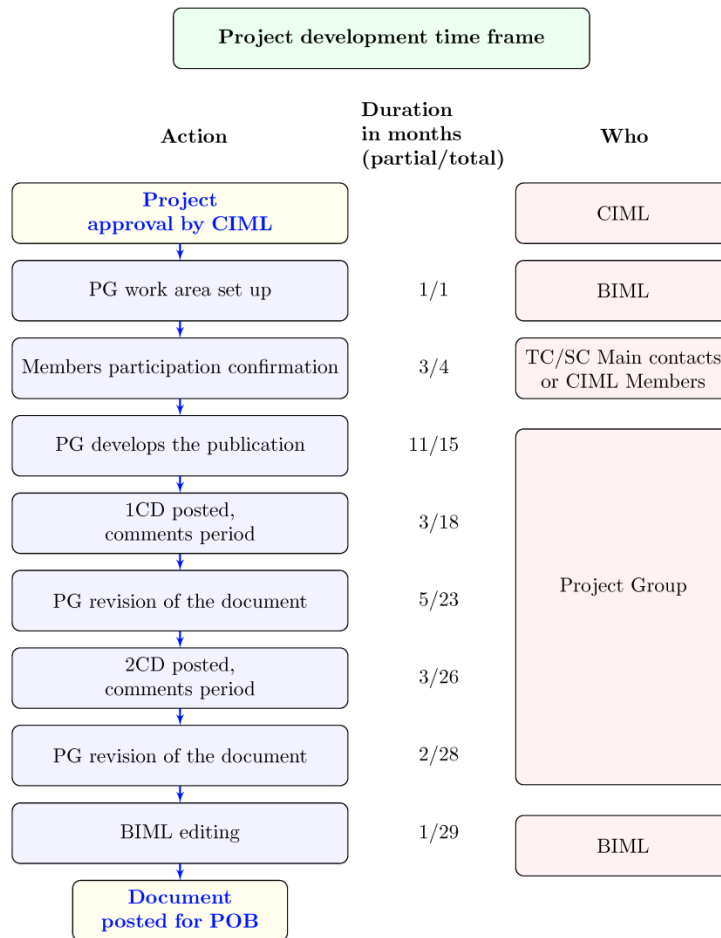 Project development time frame
Action
Duration
in months
(partial/total)
Who
Project
approval by CIML
CIML
PG work area set up
1/1
BIML
Members participation confirmation
3/4
TC/SC Main contacts
or CIML Members
PG develops the publication
11/15
1CD posted,
comments period
3/18
PG revision of the document
5/23
Project Group
2CD posted,
comments period
3/26
PG revision of the document
2/28
BIML editing
1/29
BIML
Document
posted for POB